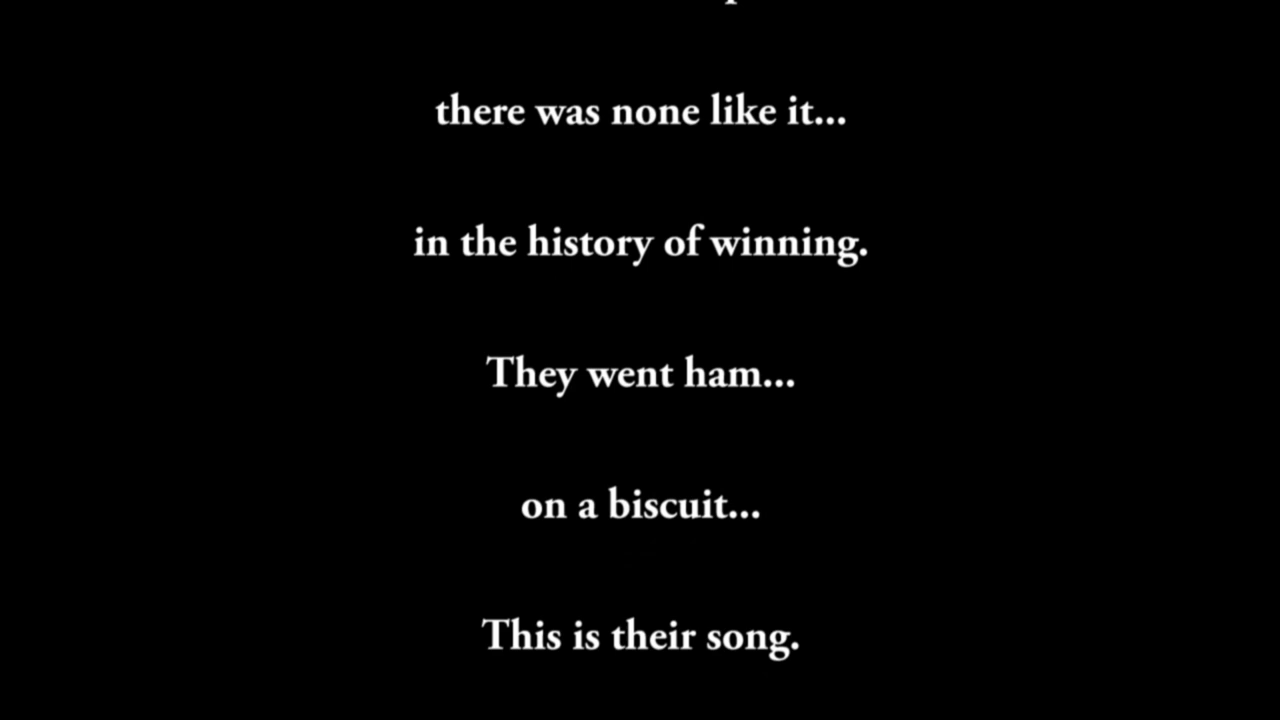 there was none like it...
in the history of winning.
They went ham...
on a biscuit...
This is their song.